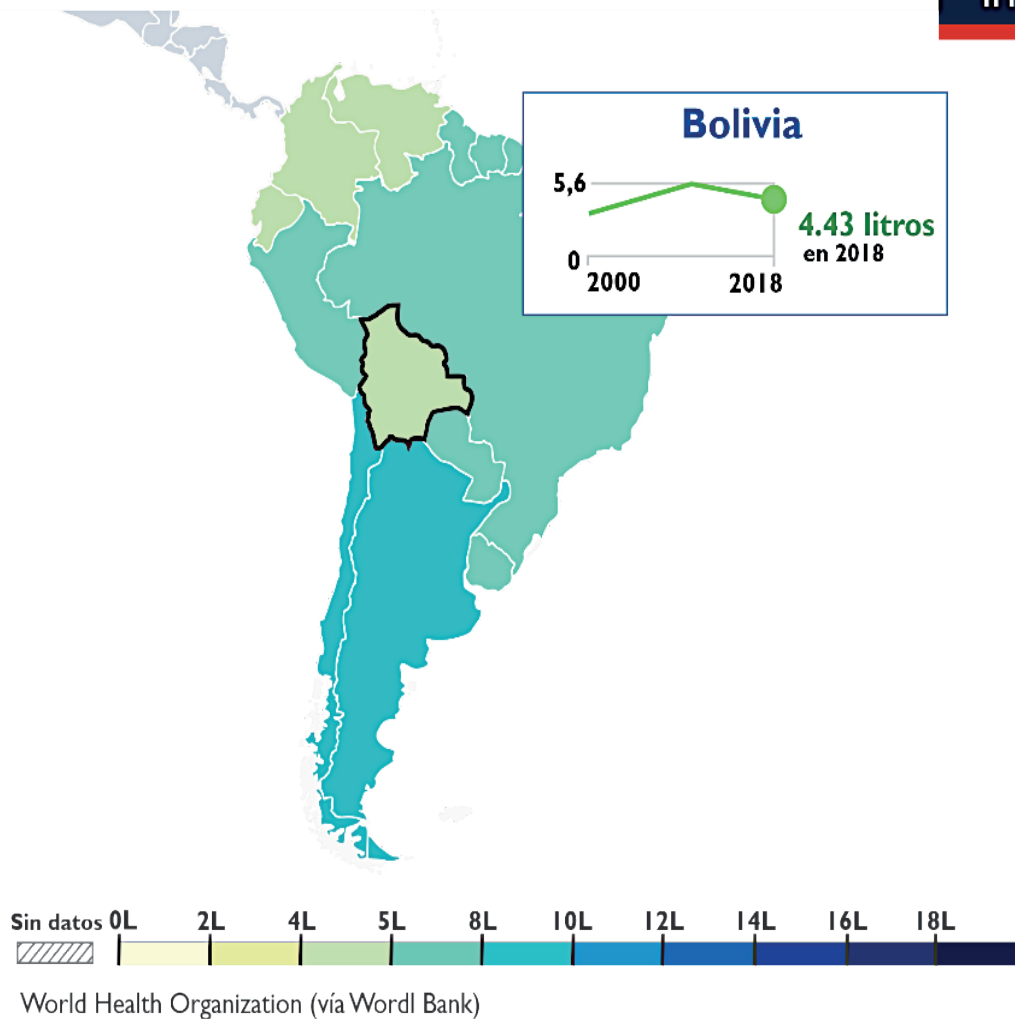 Bolivia
5,6
4.43 litros
en 2018
0
2000
2018
Sin datos 0L 2L 4L 5L 8L 10L 12L 14L 16L 18L
World Health Organization (vía Wordl Bank)